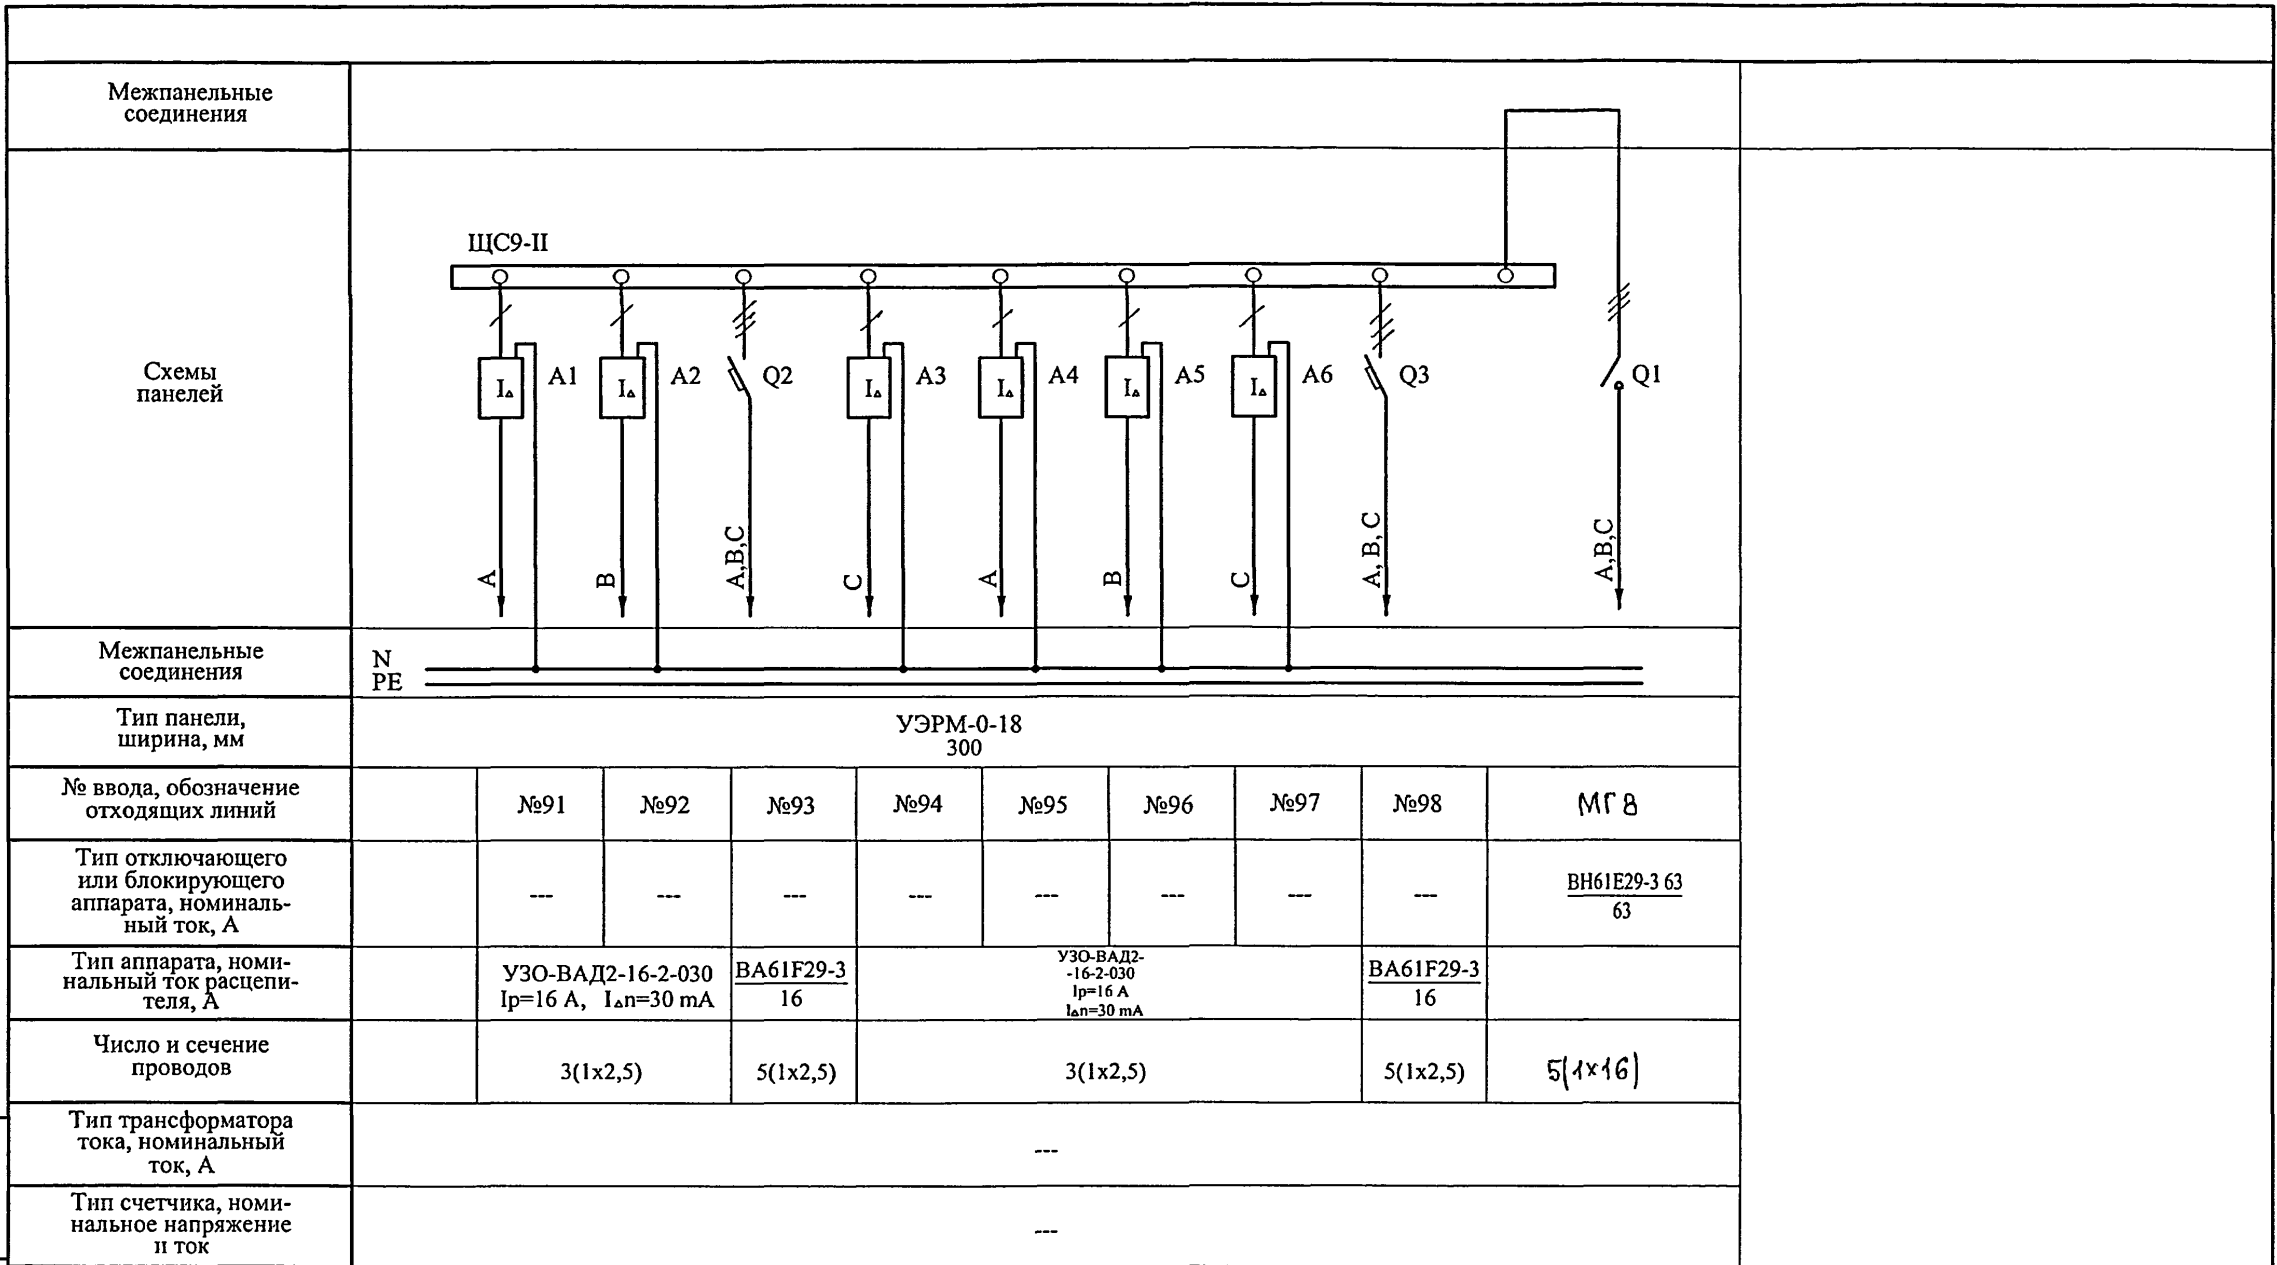 Межпанельные
соединения
ЩС9-II
Схемы
панелей
I∆ A1
I∆ A2
Q2
I∆ A3
I∆ A4
I∆ A5
I∆ A6
Q3
Q1
A
B
A,B,C
C
A
B
C
A, B, C
A,B,C
Межпанельные
соединения
N
PE
Тип панели,
ширина, мм
УЭРМ-0-18
300
№ ввода, обозначение
отходящих линий
№91 №92 №93 №94 №95 №96 №97 №98 МГ8
Тип отключающего
или блокирующего
аппарата, номиналь-
ный ток, А
--- --- --- --- --- --- --- ---
ВН61Е29-3 63
63
Тип аппарата, номи-
нальный ток расцепи-
теля, А
УЗО-ВАД2-16-2-030
Iр=16 А, I∆n=30 mA
ВА61F29-3
16
УЗО-ВАД2-
-16-2-030
Iр=16 А
I∆n=30 mA
ВА61F29-3
16
Число и сечение
проводов
3(1х2,5) 5(1х2,5) 3(1х2,5) 5(1х2,5) 5(1х16)
Тип трансформатора
тока, номинальный
ток, А
---
Тип счетчика, номи-
нальное напряжение
и ток
---